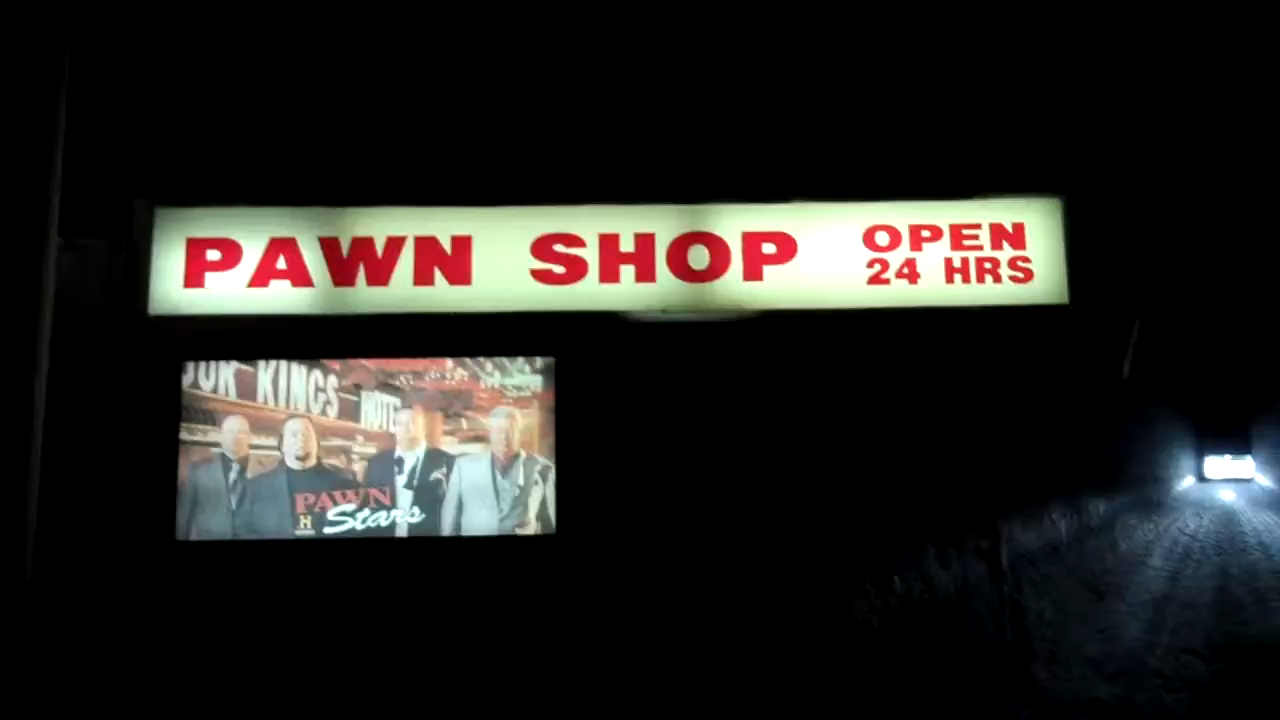 PAWN SHOP
OPEN
24 HRS
KINGS
PAWN
H
Stars